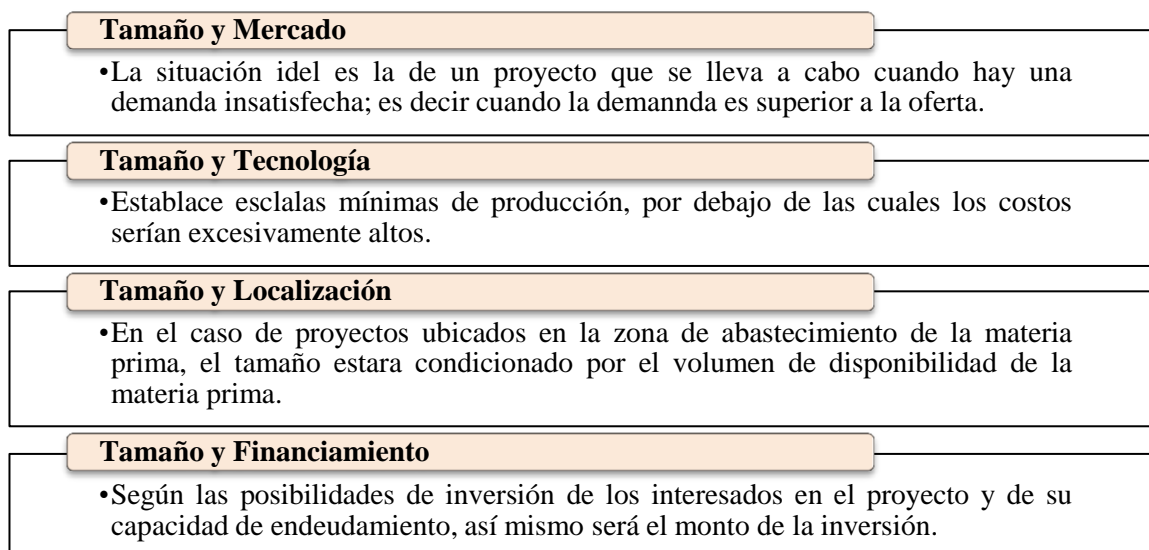 Tamaño y Mercado
•La situación idel es la de un proyecto que se lleva a cabo cuando hay una
demanda insatisfecha; es decir cuando la demannda es superior a la oferta.
Tamaño y Tecnología
•Establace esclalas mínimas de producción, por debajo de las cuales los costos
serían excesivamente altos.
Tamaño y Localización
•En el caso de proyectos ubicados en la zona de abastecimiento de la materia
prima, el tamaño estara condicionado por el volumen de disponibilidad de la
materia prima.
Tamaño y Financiamiento
•Según las posibilidades de inversión de los interesados en el proyecto y de su
capacidad de endeudamiento, así mismo será el monto de la inversión.